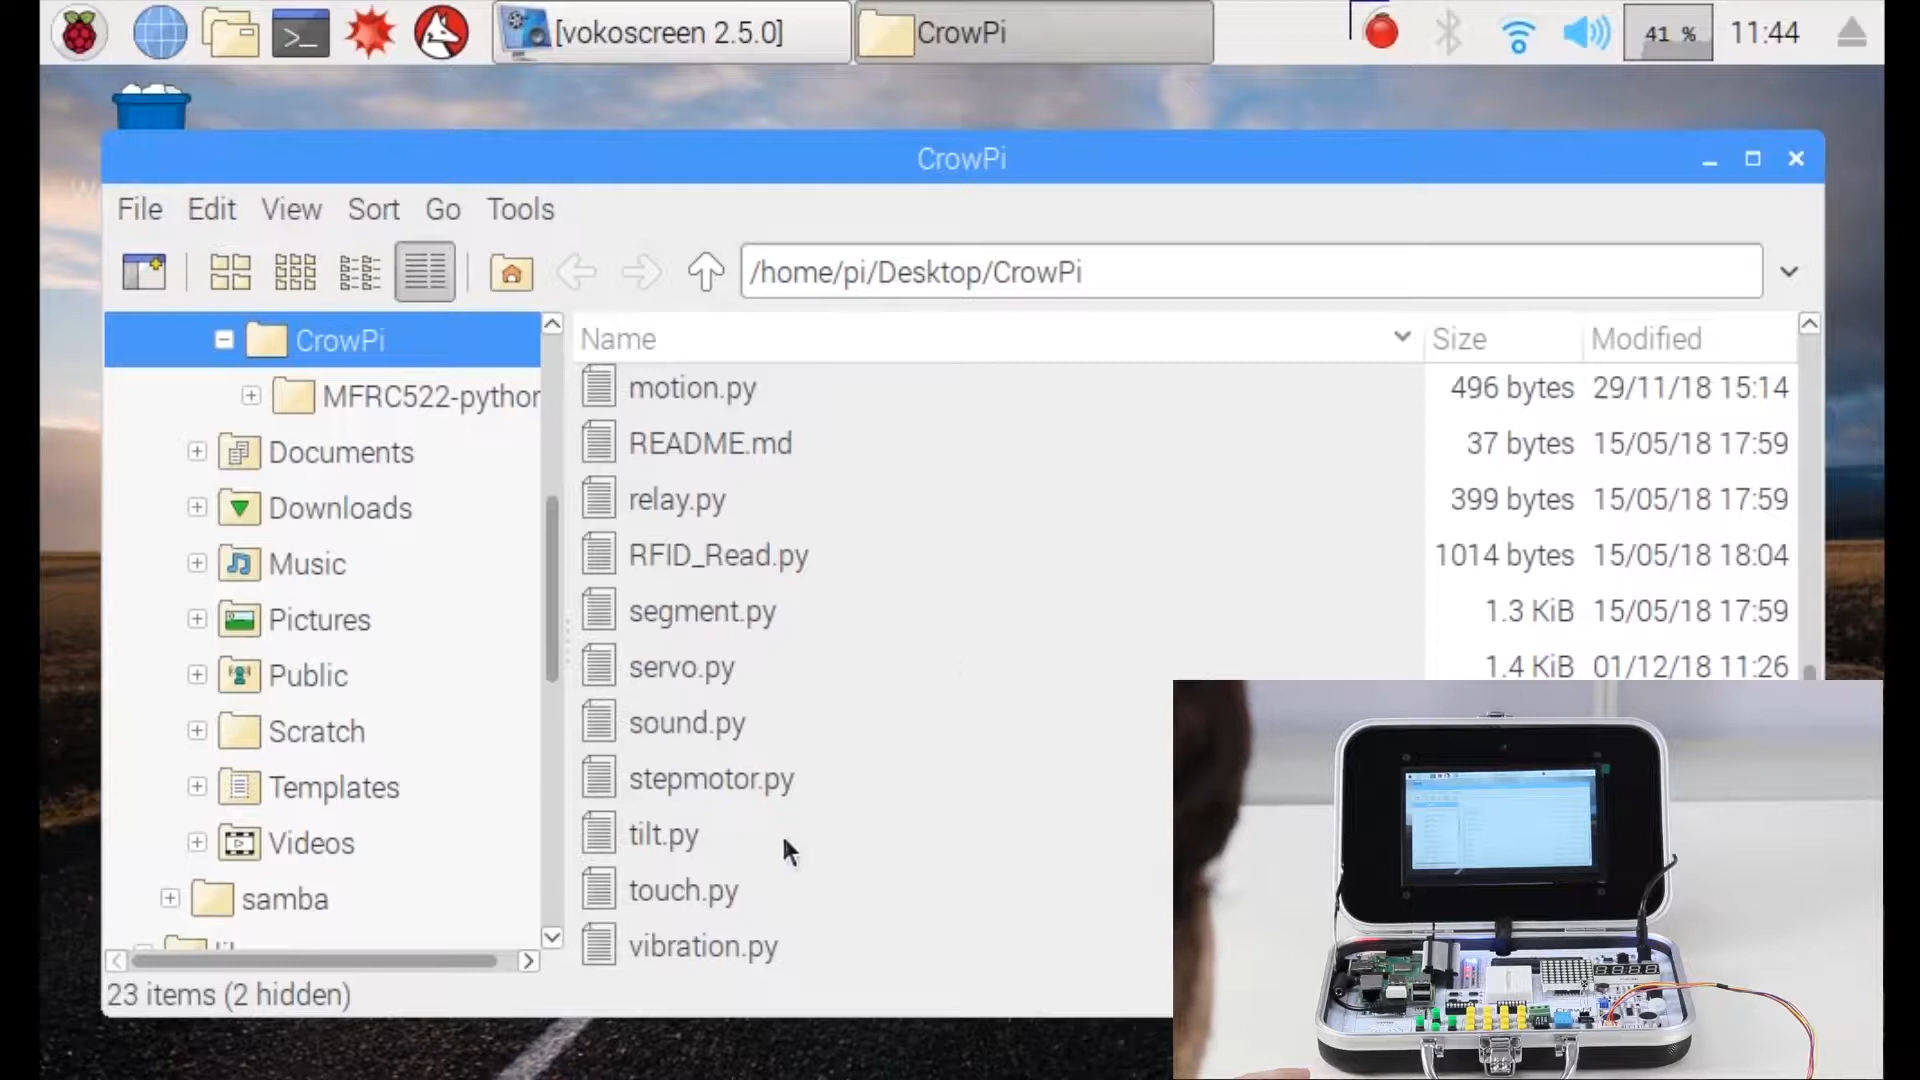 [vokoscreen 2.5.0]
CrowPi
41 %
11:44
CrowPi
File Edit View Sort Go Tools
/home/pi/Desktop/CrowPi
CrowPi
MFRC522-python
Documents
Downloads
Music
Pictures
Public
Scratch
Templates
Videos
samba
Name Size Modified
motion.py 496 bytes 29/11/18 15:14
README.md 37 bytes 15/05/18 17:59
relay.py 399 bytes 15/05/18 17:59
RFID_Read.py 1014 bytes 15/05/18 18:04
segment.py 1.3 KiB 15/05/18 17:59
servo.py 1.4 KiB 01/12/18 11:26
sound.py
stepmotor.py
tilt.py
touch.py
vibration.py
23 items (2 hidden)